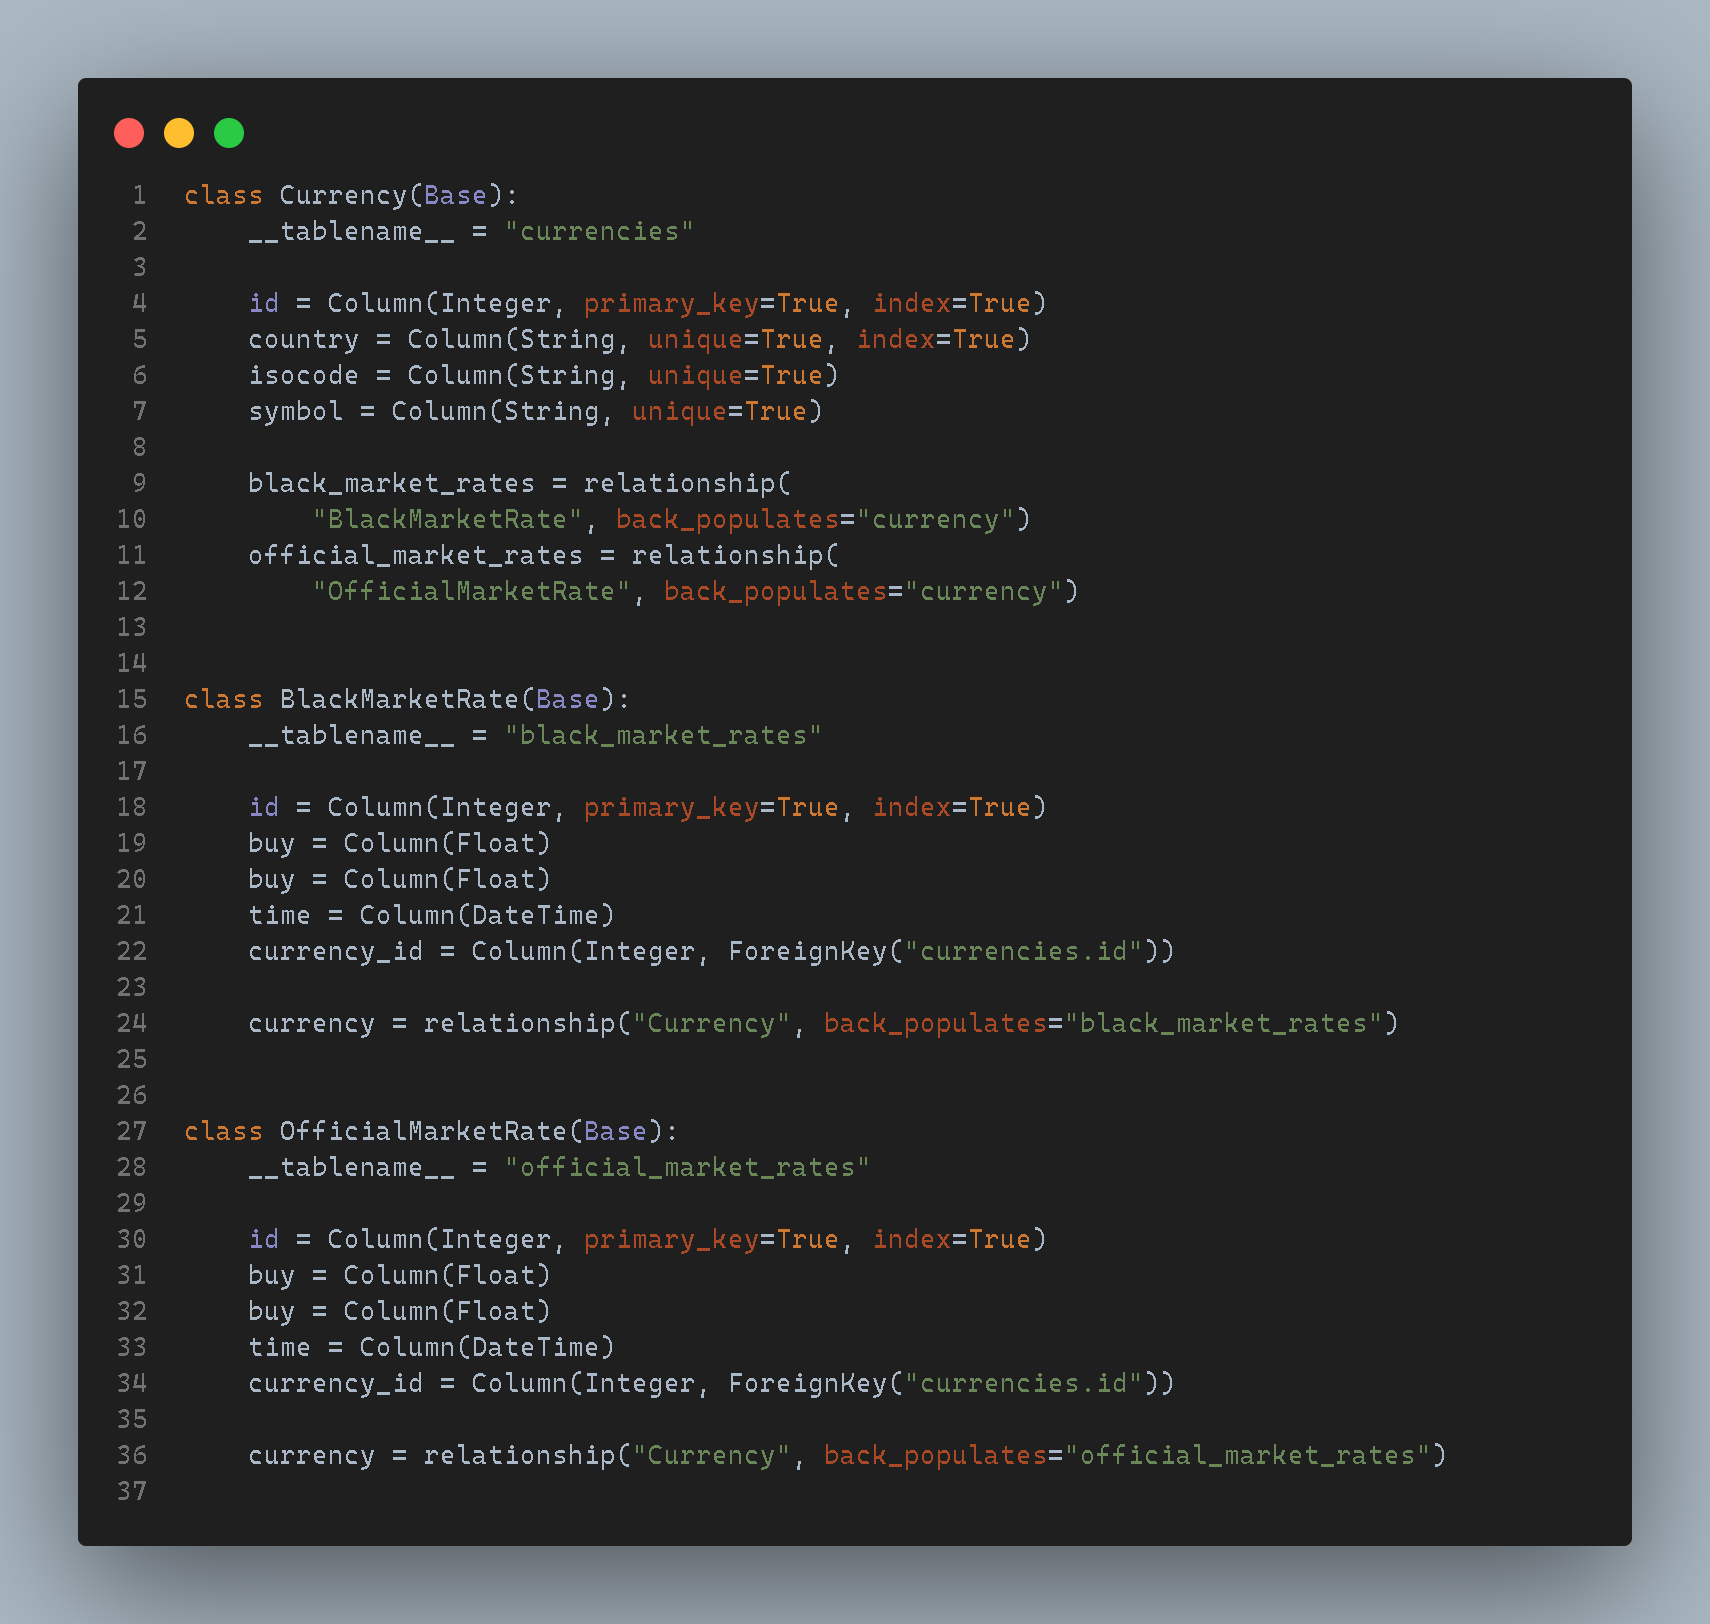 1 class Currency(Base):
2     __tablename__ = "currencies"
3
4     id = Column(Integer, primary_key=True, index=True)
5     country = Column(String, unique=True, index=True)
6     isocode = Column(String, unique=True)
7     symbol = Column(String, unique=True)
8
9     black_market_rates = relationship(
10         "BlackMarketRate", back_populates="currency")
11     official_market_rates = relationship(
12         "OfficialMarketRate", back_populates="currency")
13
14
15 class BlackMarketRate(Base):
16     __tablename__ = "black_market_rates"
17
18     id = Column(Integer, primary_key=True, index=True)
19     buy = Column(Float)
20     buy = Column(Float)
21     time = Column(DateTime)
22     currency_id = Column(Integer, ForeignKey("currencies.id"))
23
24     currency = relationship("Currency", back_populates="black_market_rates")
25
26
27 class OfficialMarketRate(Base):
28     __tablename__ = "official_market_rates"
29
30     id = Column(Integer, primary_key=True, index=True)
31     buy = Column(Float)
32     buy = Column(Float)
33     time = Column(DateTime)
34     currency_id = Column(Integer, ForeignKey("currencies.id"))
35
36     currency = relationship("Currency", back_populates="official_market_rates")
37